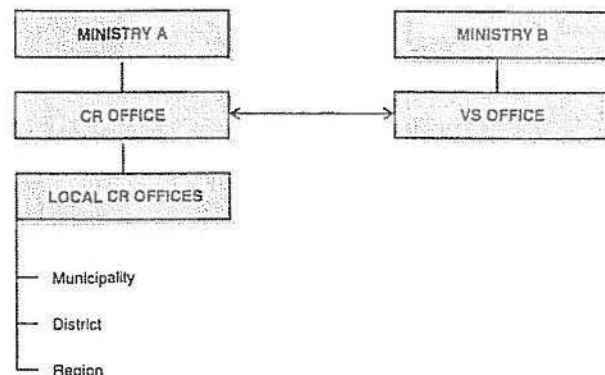 MINISTRY A
MINISTRY B
CR OFFICE
VS OFFICE
LOCAL CR OFFICES
Municipality
District
Region